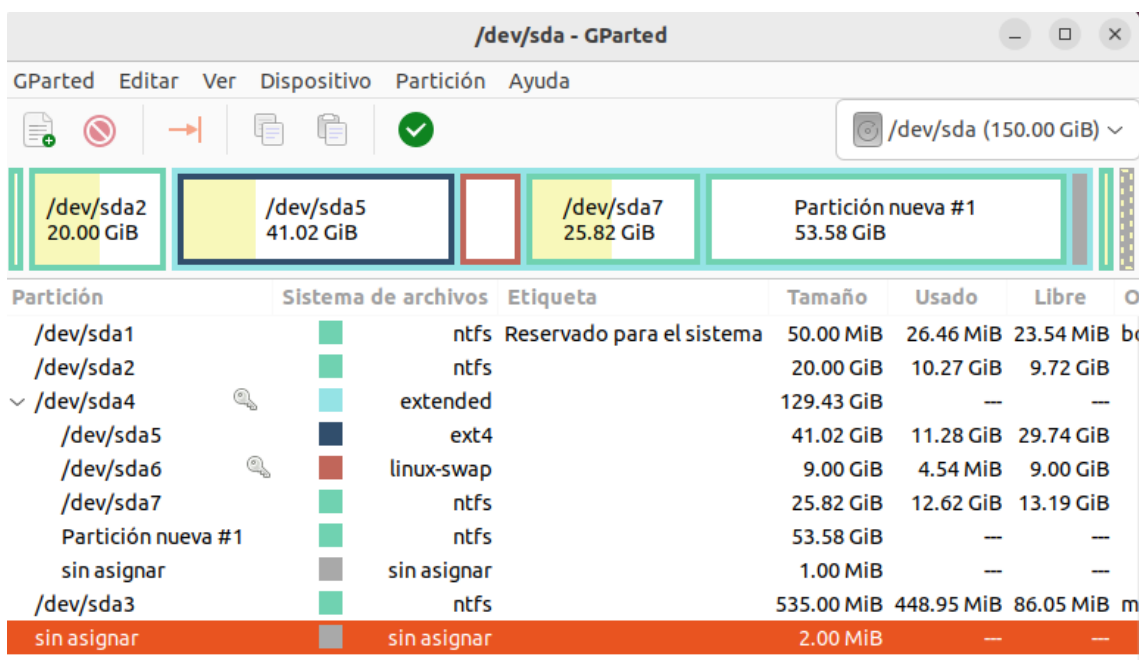 /dev/sda - GParted
GParted Editar Ver Dispositivo Partición Ayuda
/dev/sda (150.00 GiB)
/dev/sda2 /dev/sda5 /dev/sda7 Partición nueva #1
20.00 GiB 41.02 GiB 25.82 GiB 53.58 GiB
Partición Sistema de archivos Etiqueta Tamaño Usado Libre
/dev/sda1 ntfs Reservado para el sistema 50.00 MiB 26.46 MiB 23.54 MiB
/dev/sda2 ntfs 20.00 GiB 10.27 GiB 9.72 GiB
/dev/sda4 extended 129.43 GiB --- ---
/dev/sda5 ext4 41.02 GiB 11.28 GiB 29.74 GiB
/dev/sda6 linux-swap 9.00 GiB 4.54 MiB 9.00 GiB
/dev/sda7 ntfs 25.82 GiB 12.62 GiB 13.19 GiB
Partición nueva #1 ntfs 53.58 GiB --- ---
sin asignar sin asignar 1.00 MiB --- ---
/dev/sda3 ntfs 535.00 MiB 448.95 MiB 86.05 MiB
sin asignar sin asignar 2.00 MiB --- ---